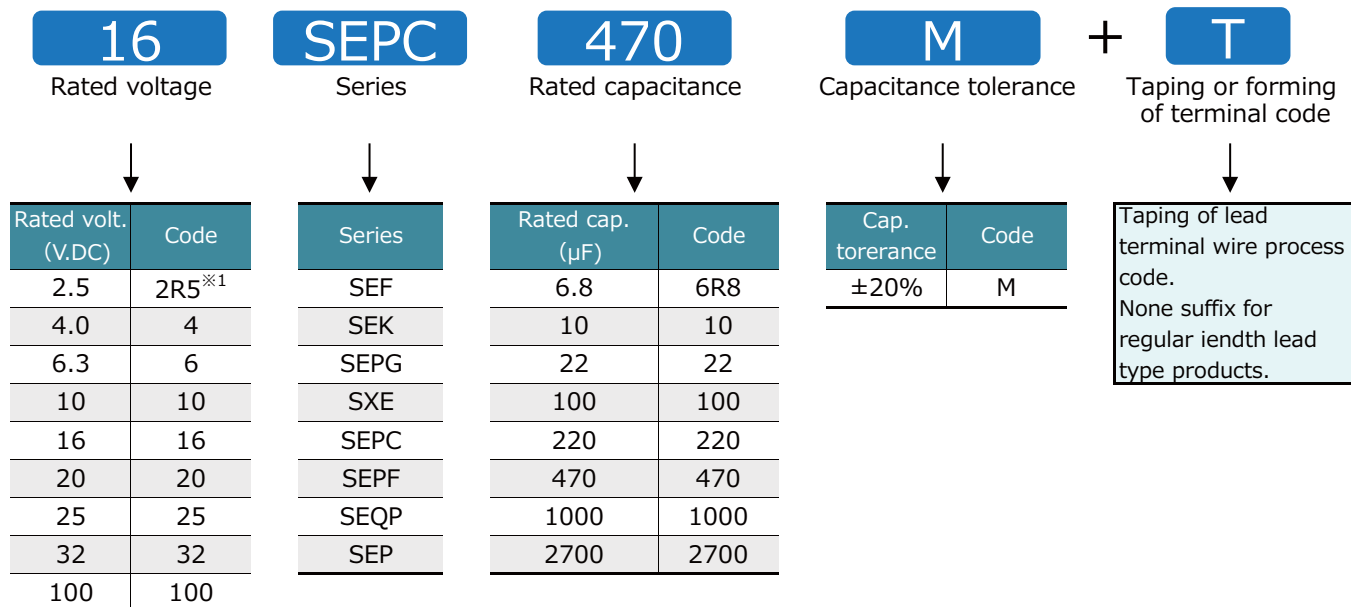 16 SEPC 470 M + T
Rated voltage Series Rated capacitance Capacitance tolerance Taping or forming
of terminal code
Rated volt.
(V.DC) Code
2.5 2R5※1
4.0 4
6.3 6
10 10
16 16
20 20
25 25
32 32
100 100
Series
SEF
SEK
SEPG
SXE
SEPC
SEPF
SEQP
SEP
Rated cap.
(μF) Code
6.8 6R8
10 10
22 22
100 100
220 220
470 470
1000 1000
2700 2700
Cap.
torerance Code
±20% M
Taping of lead
terminal wire process
code.
None suffix for
regular iendth lead
type products.